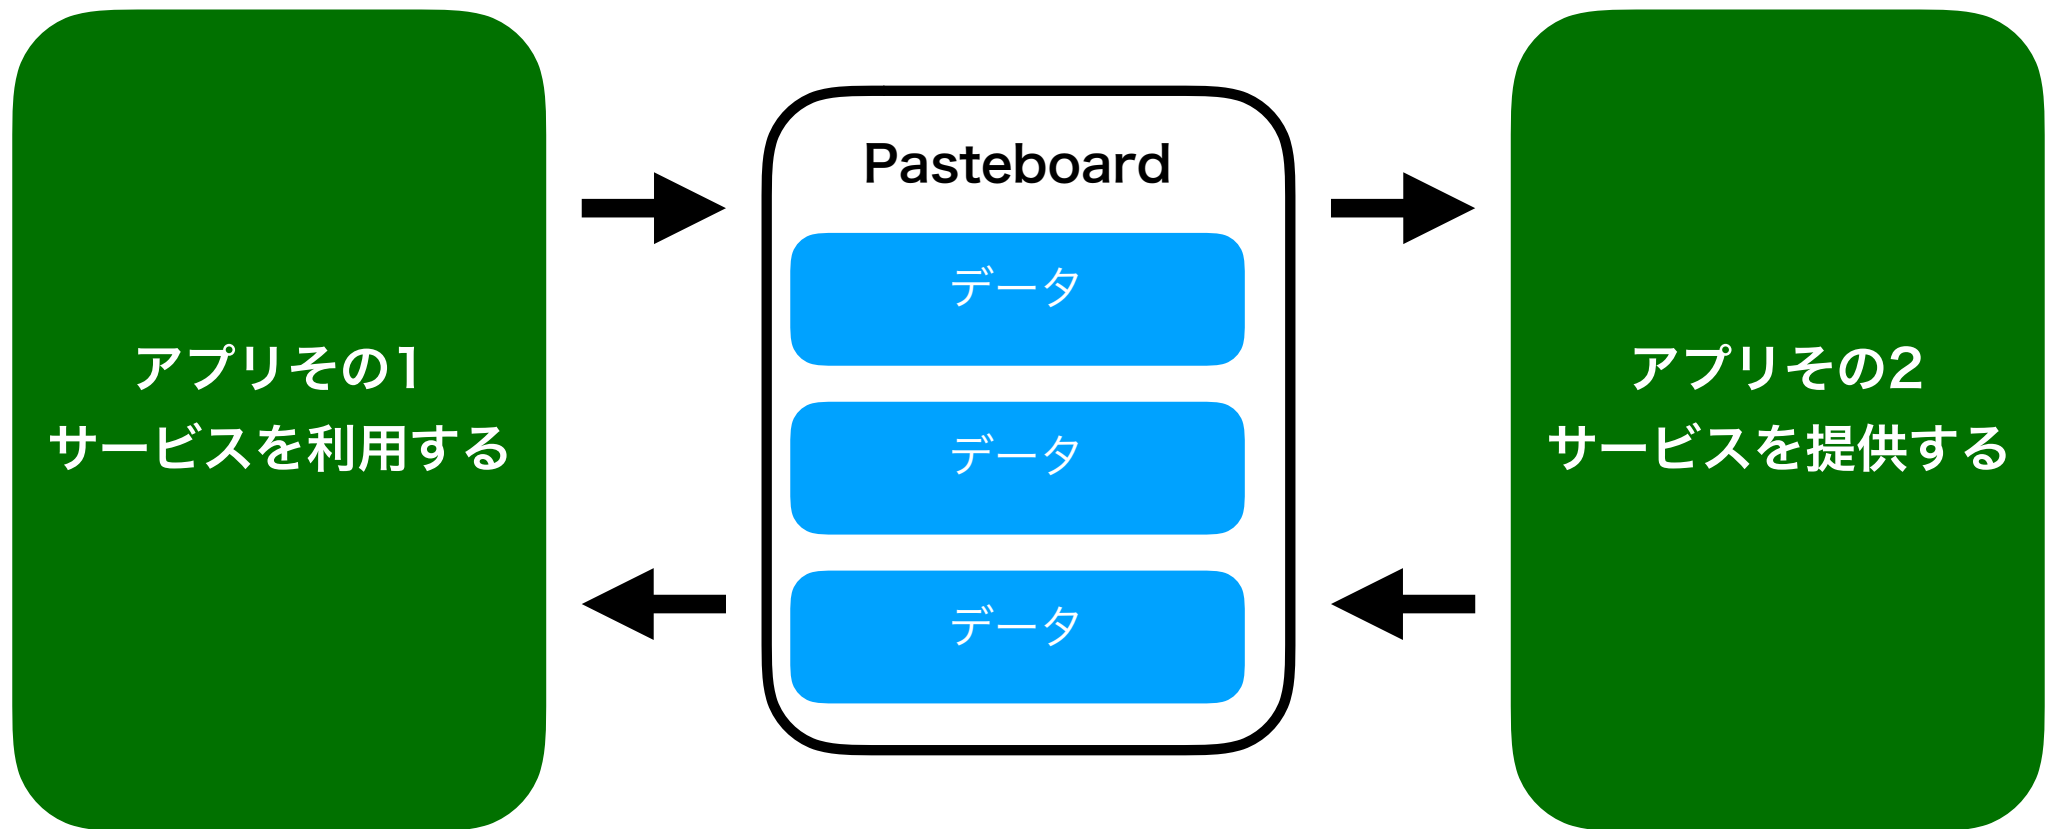 アプリその1
サービスを利用する
Pasteboard
データ
データ
データ
アプリその2
サービスを提供する